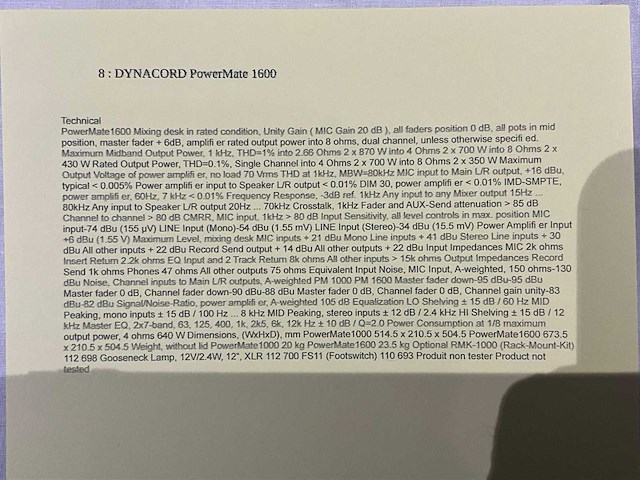 8 : DYNACORD PowerMate 1600
Technical
PowerMate1600 Mixing desk in rated condition, Unity Gain ( MIC Gain 20 dB ), all faders position 0 dB, all pots in mid
position, master fader + 6dB, amplifi er rated output power into 8 ohms, dual channel, unless otherwise specifi ed.
Maximum Midband Output Power, 1 kHz, THD=1% into 2.66 Ohms 2 x 870 W into 4 Ohms 2 x 700 W into 8 Ohms 2 x
430 W Rated Output Power, THD=0.1%, Single Channel into 4 Ohms 2 x 700 W into 8 Ohms 2 x 350 W Maximum
Output Voltage of power amplifi er, no load 70 Vrms THD at 1kHz, MBW=80kHz MIC input to Main L/R output, +16 dBu,
typical < 0.005% Power amplifi er input to Speaker L/R output < 0.01% DIM 30, power amplifi er < 0.01% IMD-SMPTE,
power amplifi er, 60Hz, 7 kHz < 0.01% Frequency Response, -3dB ref. 1kHz Any input to any Mixer output 15Hz ...
80kHz Any input to Speaker L/R output 20Hz ... 70kHz Crosstalk, 1kHz Fader and AUX-Send attenuation > 85 dB
Channel to channel > 80 dB CMRR, MIC input, 1kHz > 80 dB Input Sensitivity, all level controls in max. position MIC
input-74 dBu (155 µV) LINE Input (Mono)-54 dBu (1.55 mV) LINE Input (Stereo)-34 dBu (15.5 mV) Power Amplifi er Input
+6 dBu (1.55 V) Maximum Level, mixing desk MIC inputs + 21 dBu Mono Line inputs + 41 dBu Stereo Line inputs + 30
dBu All other inputs + 22 dBu Record Send output + 14 dBu All other outputs + 22 dBu Input Impedances MIC 2k ohms
Insert Return 2.2k ohms EQ Input and 2 Track Return 8k ohms All other inputs > 15k ohms Output Impedances Record
Send 1k ohms Phones 47 ohms All other outputs 75 ohms Equivalent Input Noise, MIC Input, A-weighted, 150 ohms-130
dBu Noise, Channel inputs to Main L/R outputs, A-weighted PM 1000 PM 1600 Master fader down-95 dBu-95 dBu
Master fader 0 dB, Channel fader down-90 dBu-88 dBu Master fader 0 dB, Channel fader 0 dB, Channel gain unity-83
dBu-82 dBu Signal/Noise-Ratio, power amplifi er, A-weighted 105 dB Equalization LO Shelving ± 15 dB / 60 Hz MID
Peaking, mono inputs ± 15 dB / 100 Hz ... 8 kHz MID Peaking, stereo inputs ± 12 dB / 2.4 kHz HI Shelving ± 15 dB / 12
kHz Master EQ, 2x7-band, 63, 125, 400, 1k, 2k5, 6k, 12k Hz ± 10 dB / Q=2.0 Power Consumption at 1/8 maximum
output power, 4 ohms 640 W Dimensions, (WxHxD), mm PowerMate1000 514.5 x 210.5 x 504.5 PowerMate1600 673.5
x 210.5 x 504.5 Weight, without lid PowerMate1000 20 kg PowerMate1600 23.5 kg Optional RMK-1000 (Rack-Mount-Kit)
112 698 Gooseneck Lamp, 12V/2.4W, 12", XLR 112 700 FS11 (Footswitch) 110 693 Produit non tester Product not
tested